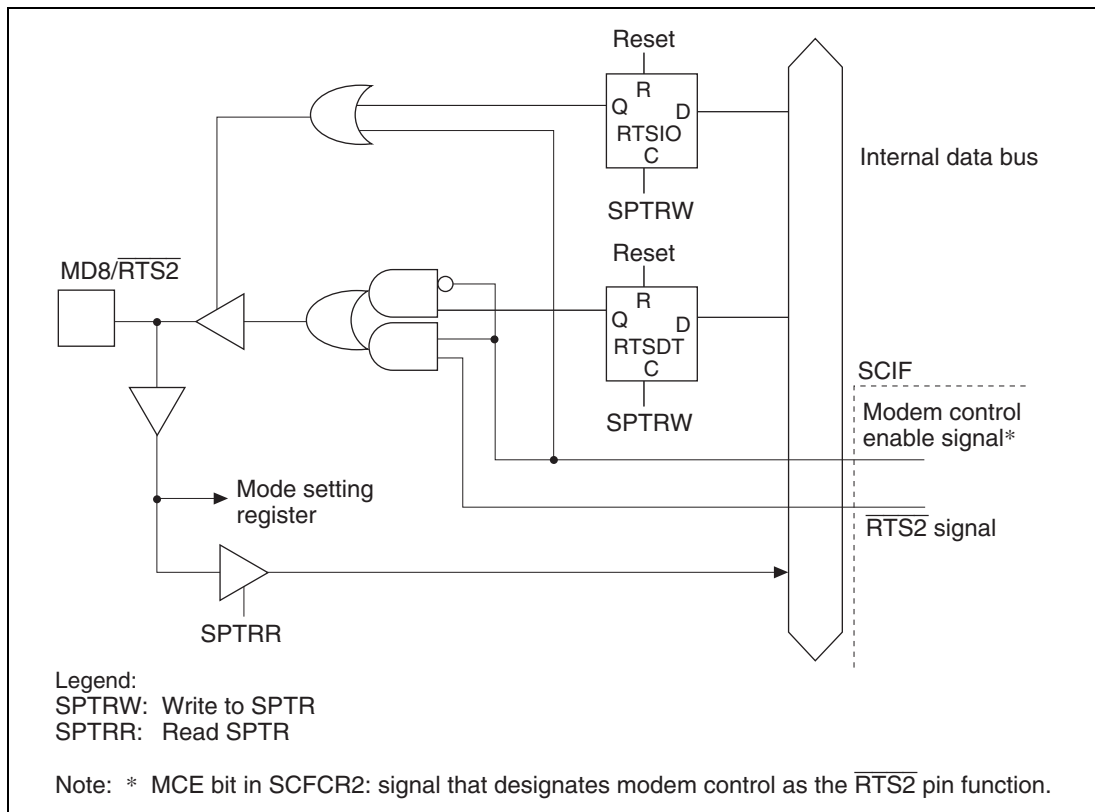 Reset
R
Q
D
RTSIO
C
SPTRW
Internal data bus
MD8/RTS2
Reset
R
Q
D
RTSDT
C
SPTRW
SCIF
Modem control
enable signal*
RTS2 signal
Mode setting
register
SPTRR
Legend:
SPTRW: Write to SPTR
SPTRR: Read SPTR
Note: * MCE bit in SCFCR2: signal that designates modem control as the RTS2 pin function.